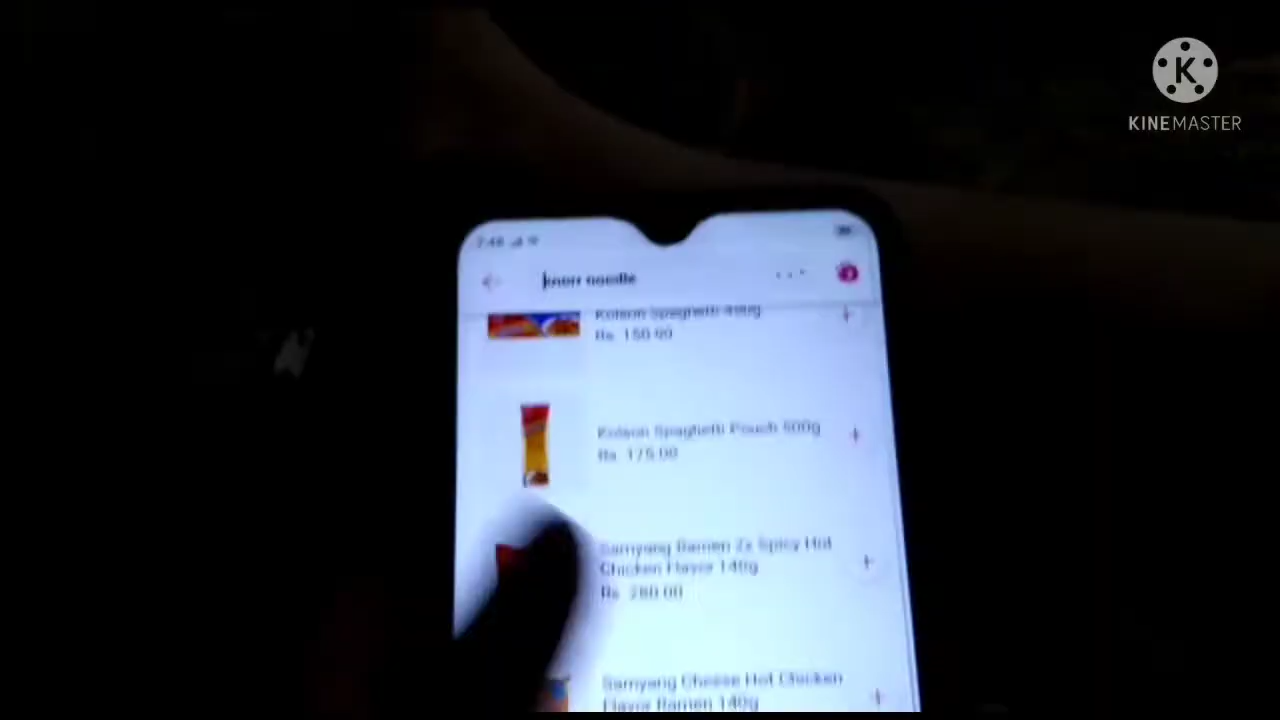 K
KINEMASTER
knorr noodle
Kolson Spaghetti
Rs. 150.00
Kolson Spaghetti Pouch 500g
Rs. 175.00
Samyang Ramen 2x Spicy Hot
Chicken Flavor 140g
Rs. 280.00
Samyang Cheese Hot Chicken
Flavor Ramen 140g